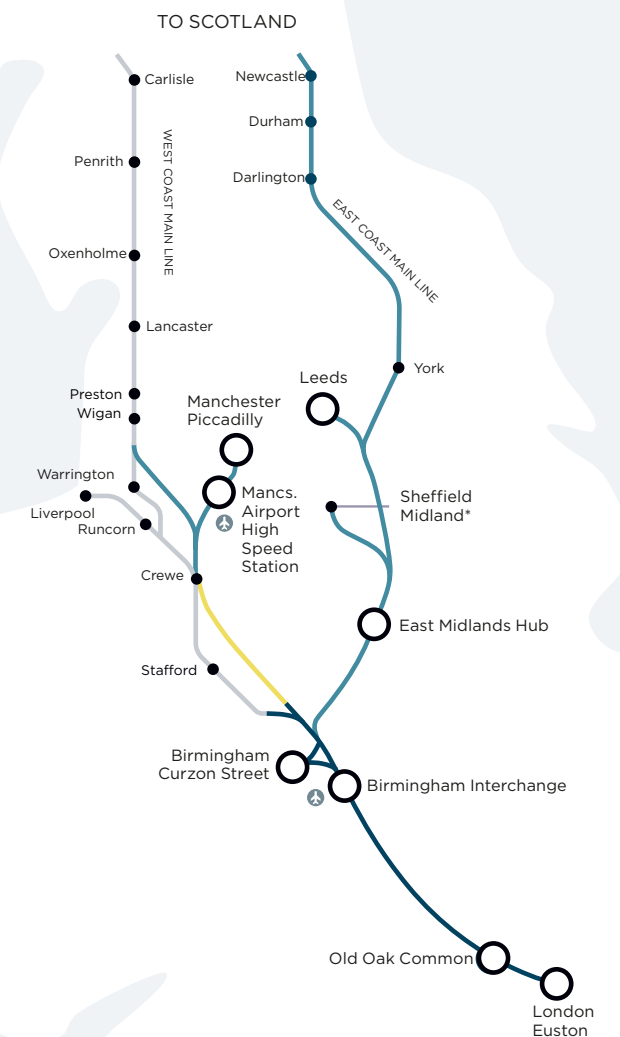 TO SCOTLAND
Carlisle
Newcastle
Durham
WEST COAST MAIN LINE
Penrith
Darlington
EAST COAST MAIN LINE
Oxenholme
Lancaster
York
Leeds
Preston
Wigan
Manchester
Piccadilly
Warrington
Liverpool
Runcorn
Mancs.
Airport
High
Speed
Station
Sheffield
Midland*
Crewe
East Midlands Hub
Stafford
Birmingham
Curzon Street
Birmingham Interchange
Old Oak Common
London
Euston